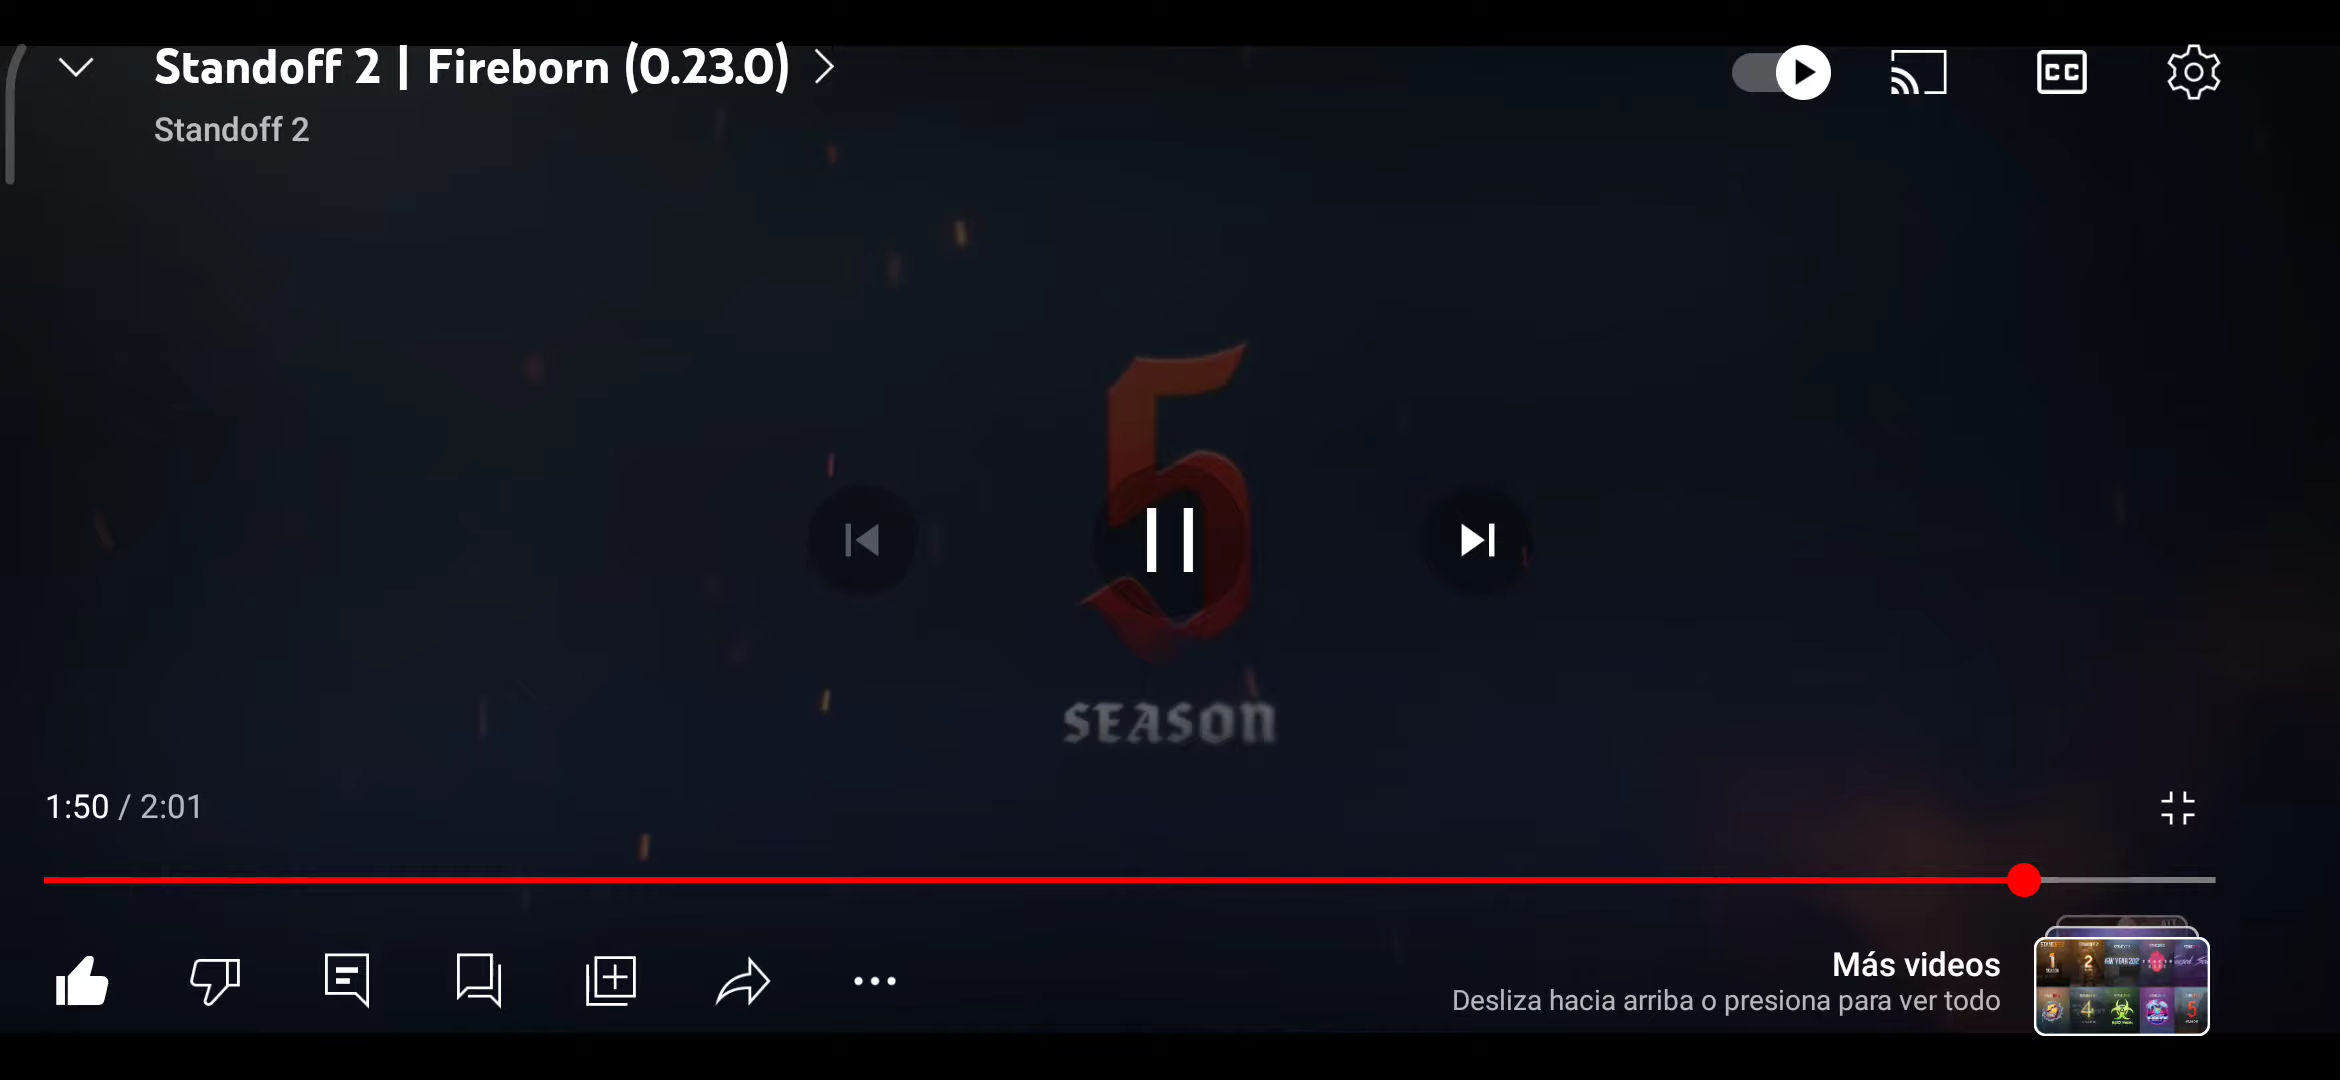 Standoff 2 | Fireborn (0.23.0)
Standoff 2
CC
5
SEASON
1:50 / 2:01
Más videos
Desliza hacia arriba o presiona para ver todo